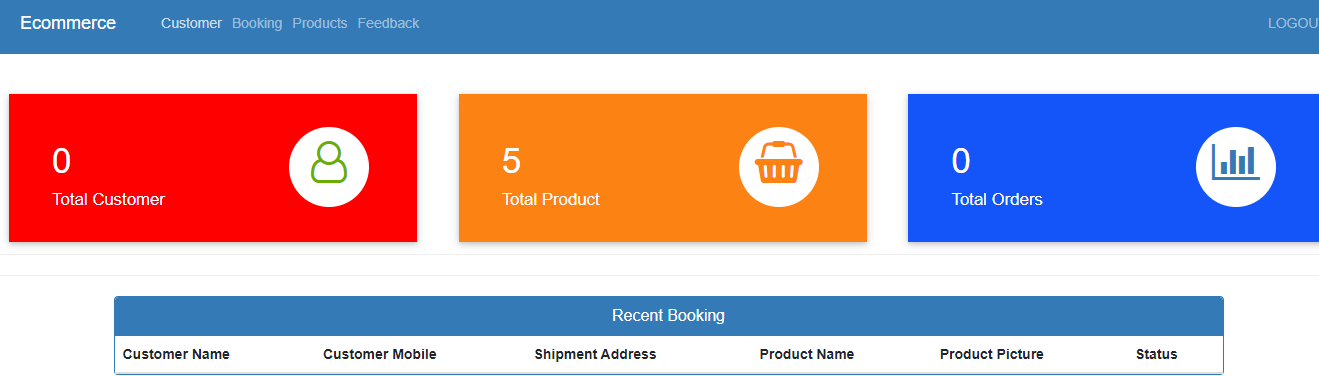 Ecommerce Customer Booking Products Feedback LOGOU
0 5 0
Total Customer Total Product Total Orders
Recent Booking
Customer Name Customer Mobile Shipment Address Product Name Product Picture Status